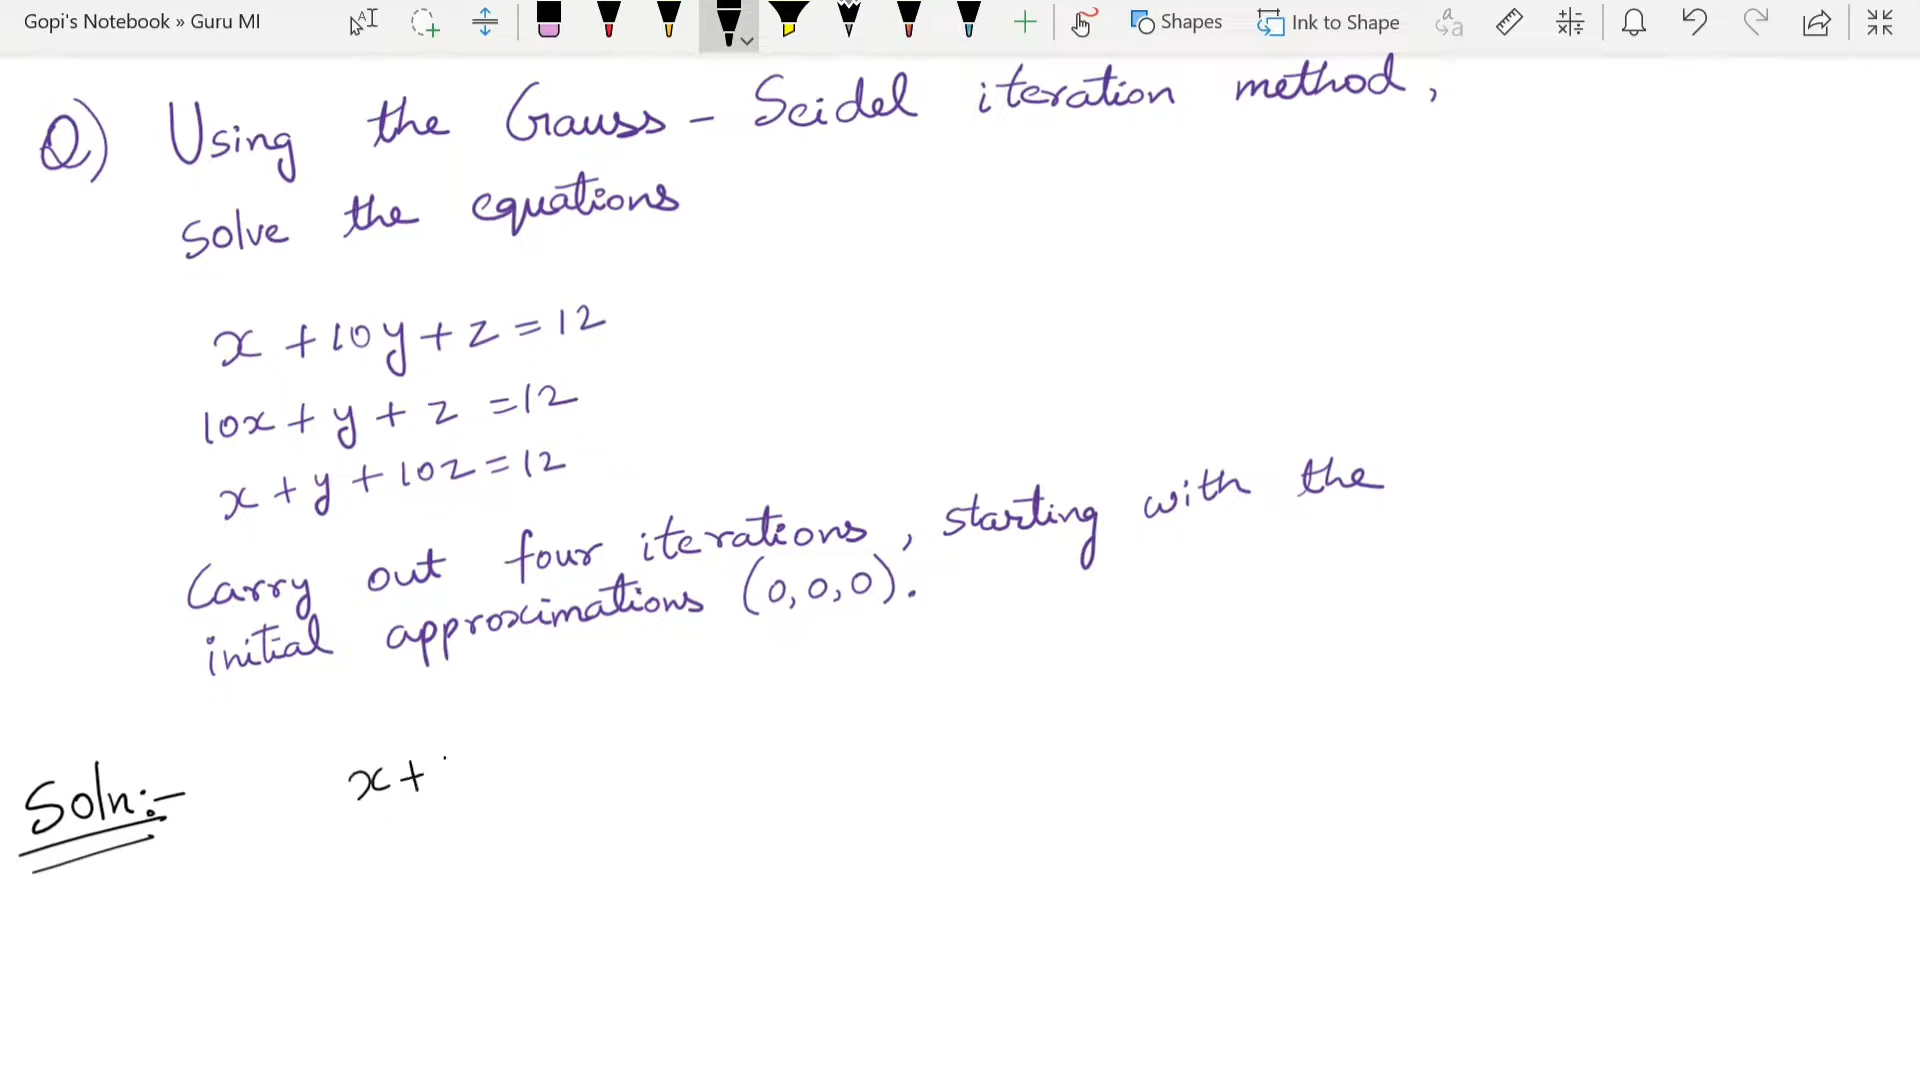 Gopi's Notebook » Guru MI
Shapes
Ink to Shape
Q) Using the Gauss - Seidel iteration method,
solve the equations
x + 10y + z = 12
10x + y + z = 12
x + y + 10z = 12
Carry out four iterations, starting with the
initial approximations (0,0,0).
Soln:- x +